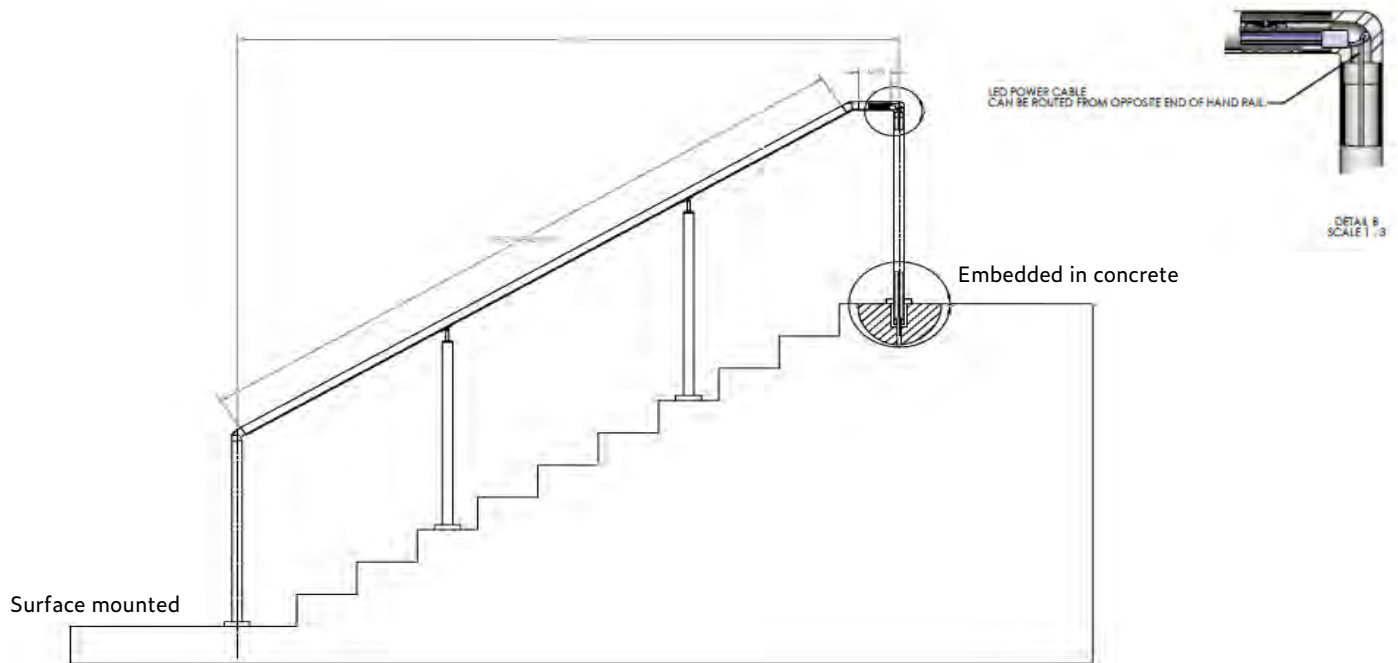 LED POWER CABLE
CAN BE ROUTED FROM OPPOSITE END OF HAND RAIL
DETAIL B
SCALE 1 : 3
Embedded in concrete
Surface mounted